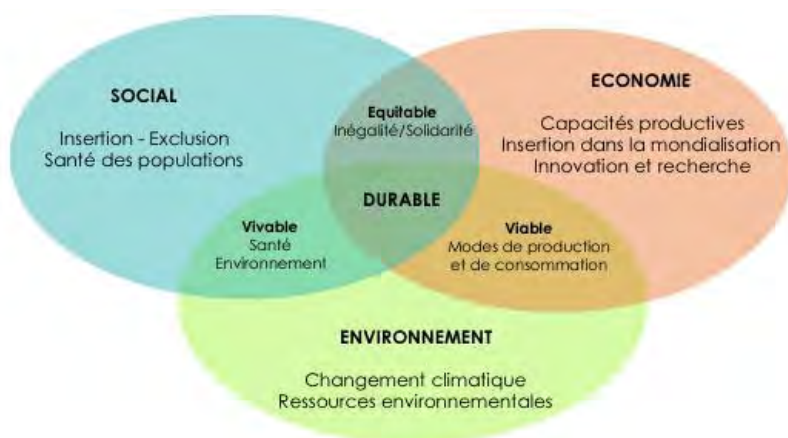 SOCIAL
Insertion - Exclusion
Santé des populations
Equitable
Inégalité/Solidarité
ECONOMIE
Capacités productives
Insertion dans la mondialisation
Innovation et recherche
DURABLE
Vivable
Santé
Environnement
Viable
Modes de production
et de consommation
ENVIRONNEMENT
Changement climatique
Ressources environnementales